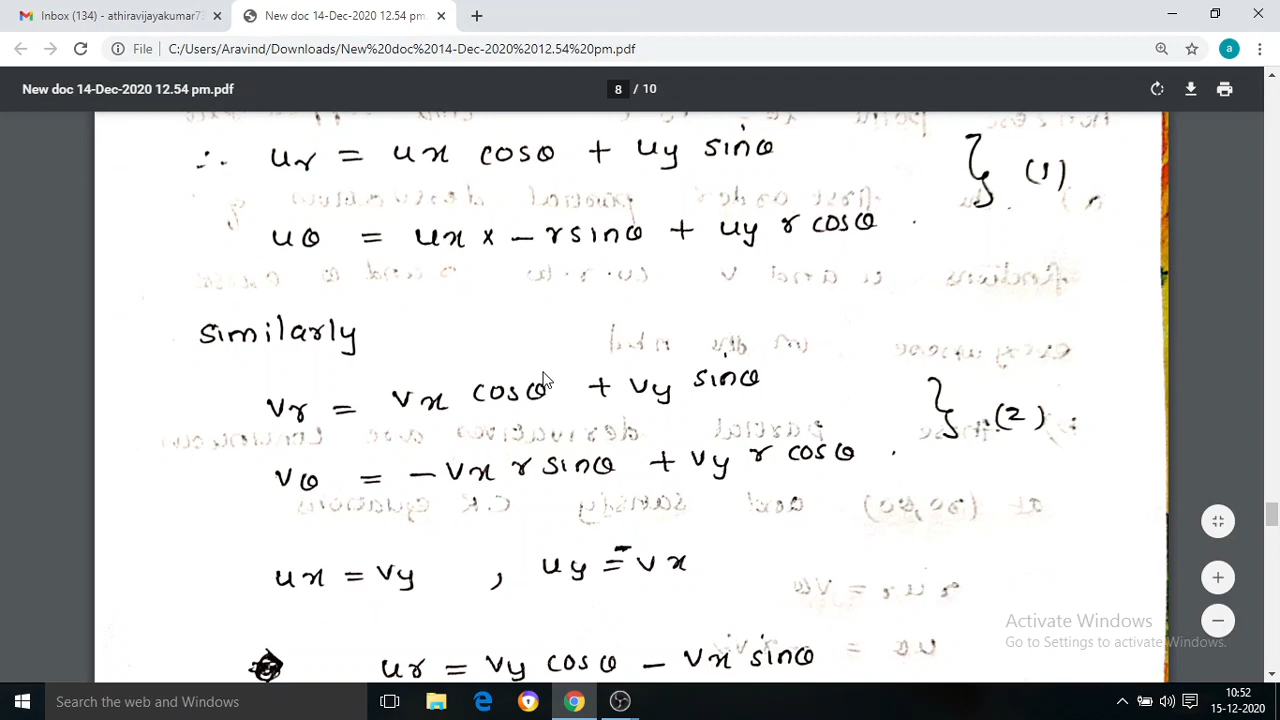 Inbox (134) - athiravijayakumar7
New doc 14-Dec-2020 12.54 pm.
File C:/Users/Aravind/Downloads/New%20doc%2014-Dec-2020%2012.54%20pm.pdf
a
New doc 14-Dec-2020 12.54 pm.pdf
8 / 10
∴ ur = ux cosθ + uy sinθ
uθ = ux × - r sinθ + uy r cosθ .
} (1)
Similarly
vr = vx cosθ + vy sinθ
vθ = - vx r sinθ + vy r cosθ .
} (2)
ux = vy , uy = - vx
ur = vy cosθ - vx sinθ
Activate Windows
Go to Settings to activate Windows.
Search the web and Windows
10:52
15-12-2020